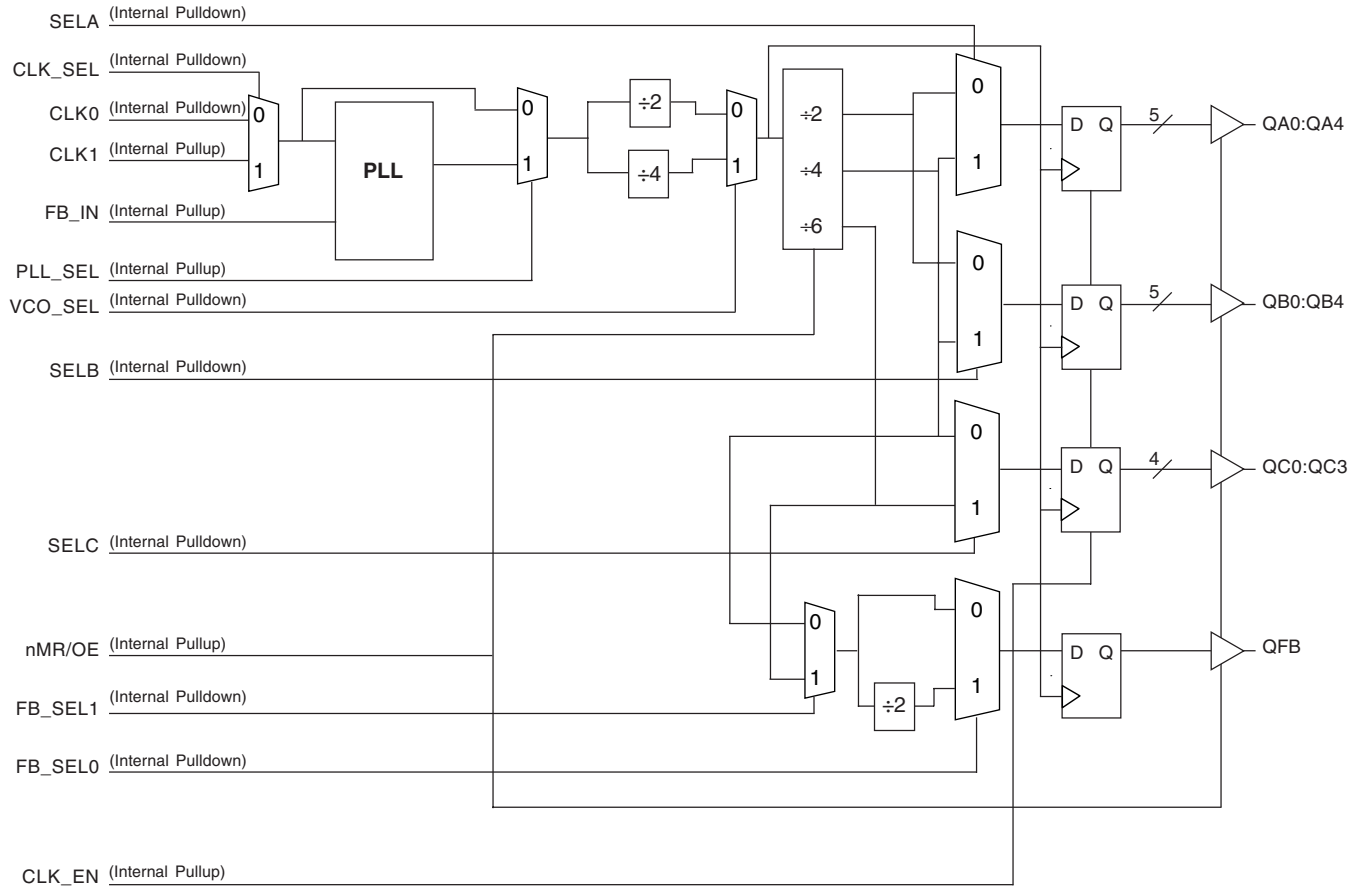 SELA (Internal Pulldown)
CLK_SEL (Internal Pulldown)
CLK0 (Internal Pulldown)
CLK1 (Internal Pullup)
FB_IN (Internal Pullup)
PLL_SEL (Internal Pullup)
VCO_SEL (Internal Pulldown)
SELB (Internal Pulldown)
SELC (Internal Pulldown)
nMR/OE (Internal Pullup)
FB_SEL1 (Internal Pulldown)
FB_SEL0 (Internal Pulldown)
CLK_EN (Internal Pullup)
0
1
PLL
0
1
÷2
÷4
0
1
÷2
÷4
÷6
0
1
D Q
5
QA0:QA4
0
1
D Q
5
QB0:QB4
0
1
D Q
4
QC0:QC3
0
1
÷2
0
1
D Q
QFB